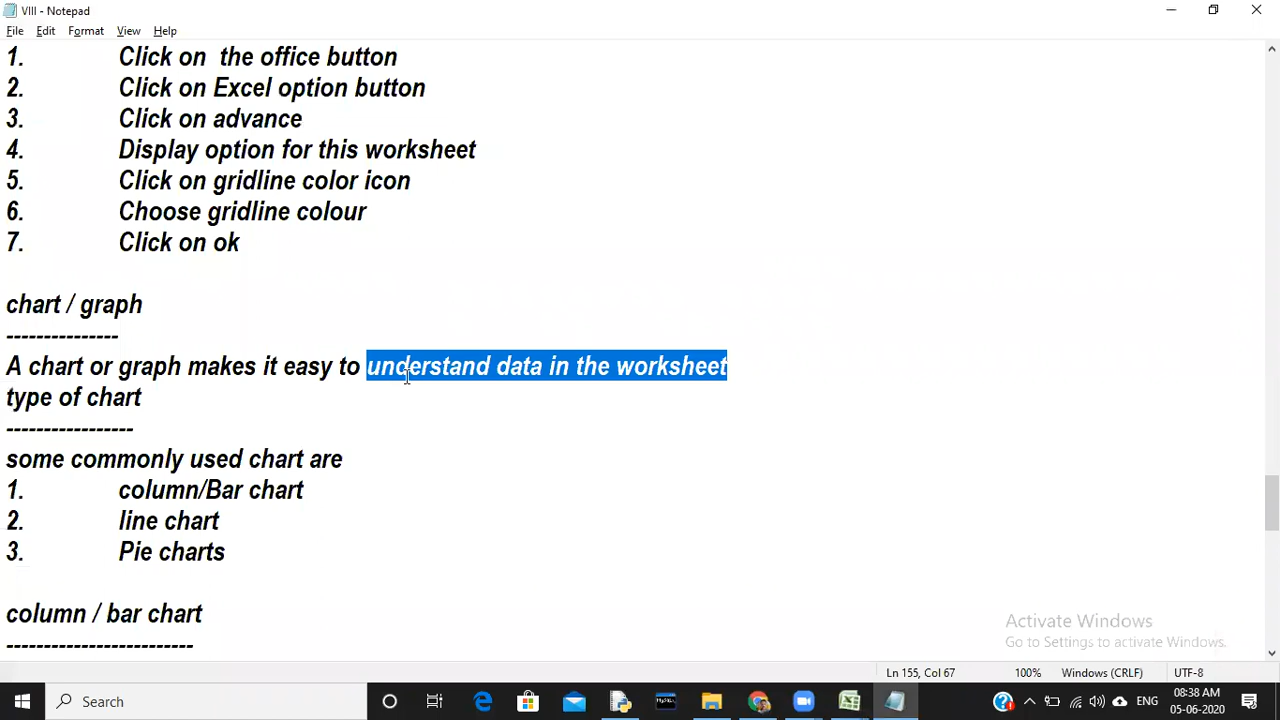 VIII - Notepad
File Edit Format View Help
1. Click on the office button
2. Click on Excel option button
3. Click on advance
4. Display option for this worksheet
5. Click on gridline color icon
6. Choose gridline colour
7. Click on ok
chart / graph
---------------
A chart or graph makes it easy to understand data in the worksheet
type of chart
-----------------
some commonly used chart are
1. column/Bar chart
2. line chart
3. Pie charts
column / bar chart
-------------------------
Activate Windows
Go to Settings to activate Windows.
Ln 155, Col 67 100% Windows (CRLF) UTF-8
Search
ENG
08:38 AM
05-06-2020